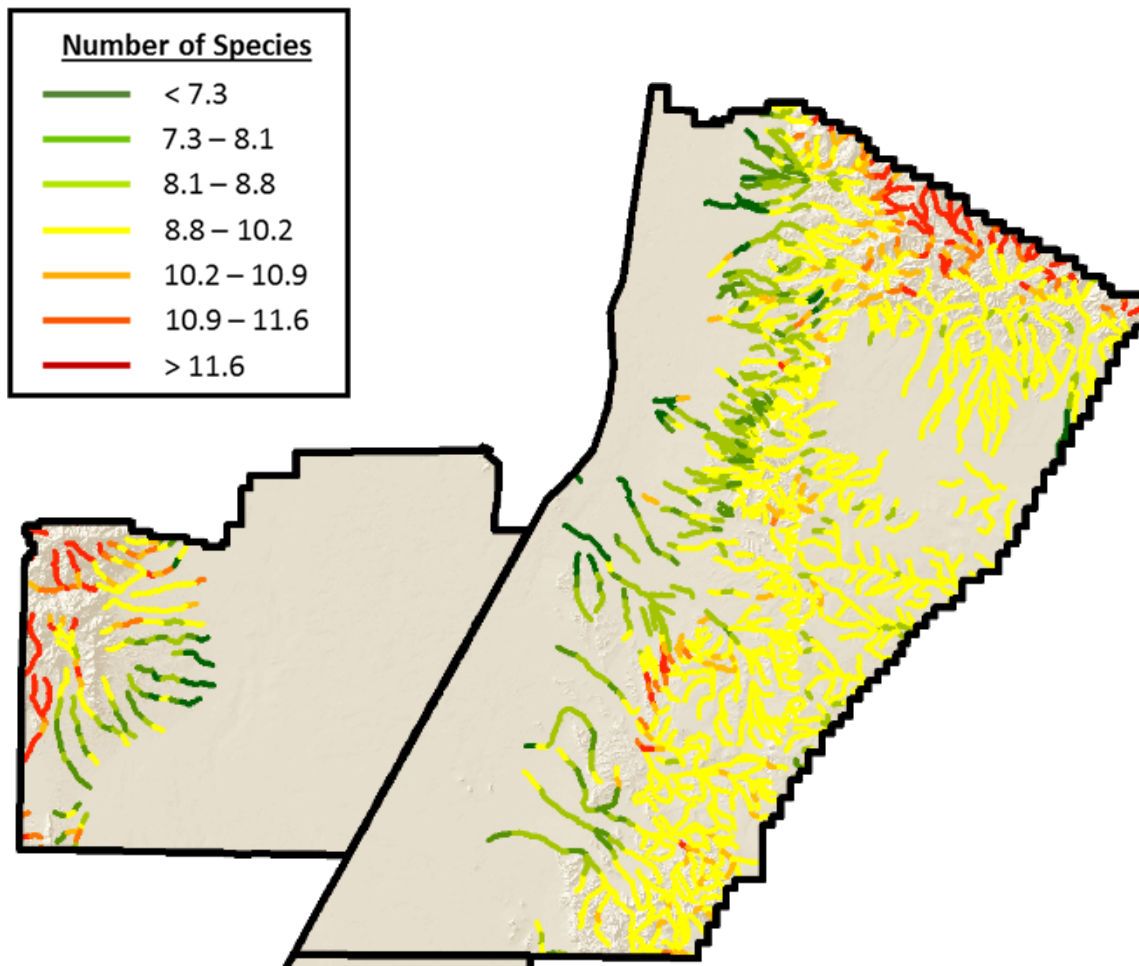 Number of Species
< 7.3
7.3 – 8.1
8.1 – 8.8
8.8 – 10.2
10.2 – 10.9
10.9 – 11.6
> 11.6